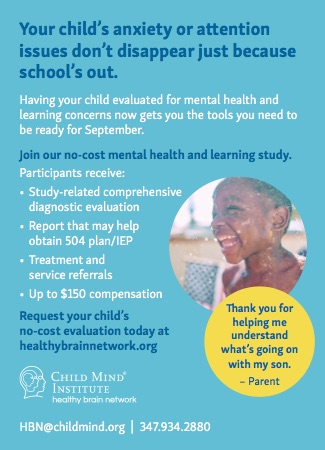 Your child's anxiety or attention
issues don't disappear just because
school's out.
Having your child evaluated for mental health and
learning concerns now gets you the tools you need to
be ready for September.
Join our no-cost mental health and learning study.
Participants receive:
• Study-related comprehensive
diagnostic evaluation
• Report that may help
obtain 504 plan/IEP
• Treatment and
service referrals
• Up to $150 compensation
Request your child's
no-cost evaluation today at
healthybrainnetwork.org
Thank you for
helping me
understand
what's going on
with my son.
– Parent
CHILD MIND®
INSTITUTE
healthy brain network
HBN@childmind.org | 347.934.2880